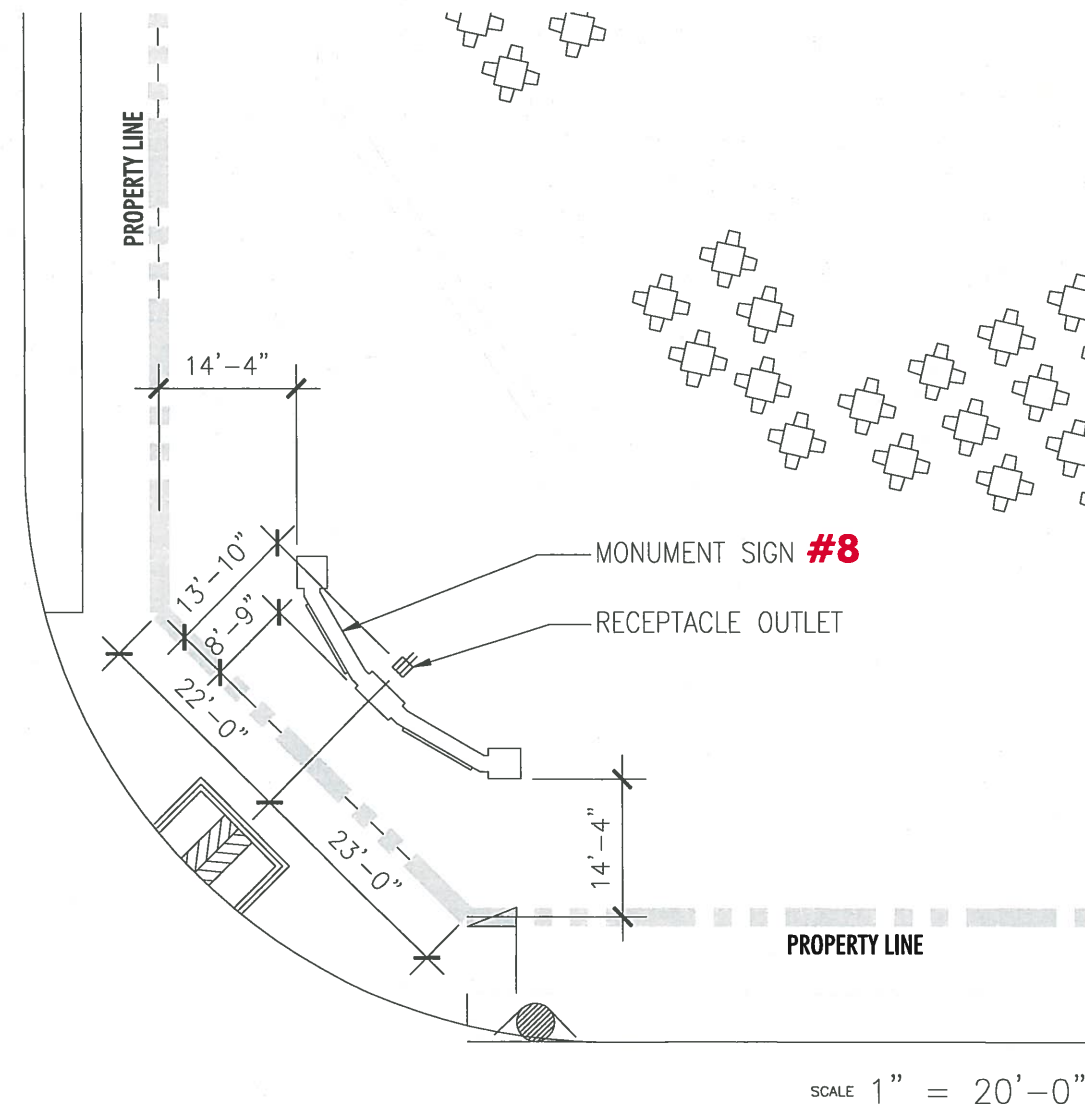 PROPERTY LINE
14’-4”
MONUMENT SIGN #8
13’-10”
8’-9”
RECEPTACLE OUTLET
22’-0”
23’-0”
14’-4”
PROPERTY LINE
SCALE 1” = 20’-0”